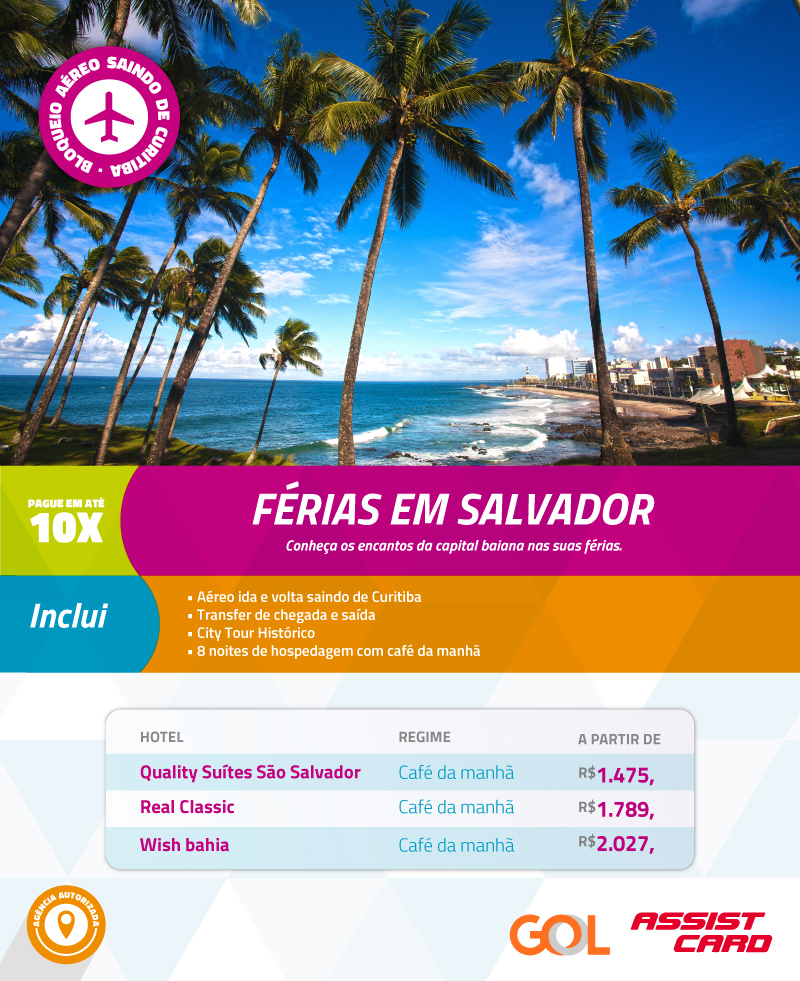 BLOQUEIO AÉREO SAINDO DE CURITIBA •
PAGUE EM ATÉ
10X
FÉRIAS EM SALVADOR
Conheça os encantos da capital baiana nas suas férias.
Inclui
• Aéreo ida e volta saindo de Curitiba
• Transfer de chegada e saída
• City Tour Histórico
• 8 noites de hospedagem com café da manhã
HOTEL REGIME A PARTIR DE
Quality Suítes São Salvador Café da manhã R$1.475,
Real Classic Café da manhã R$1.789,
Wish bahia Café da manhã R$2.027,
AGÊNCIA AUTORIZADA
GOL
ASSIST
CARD